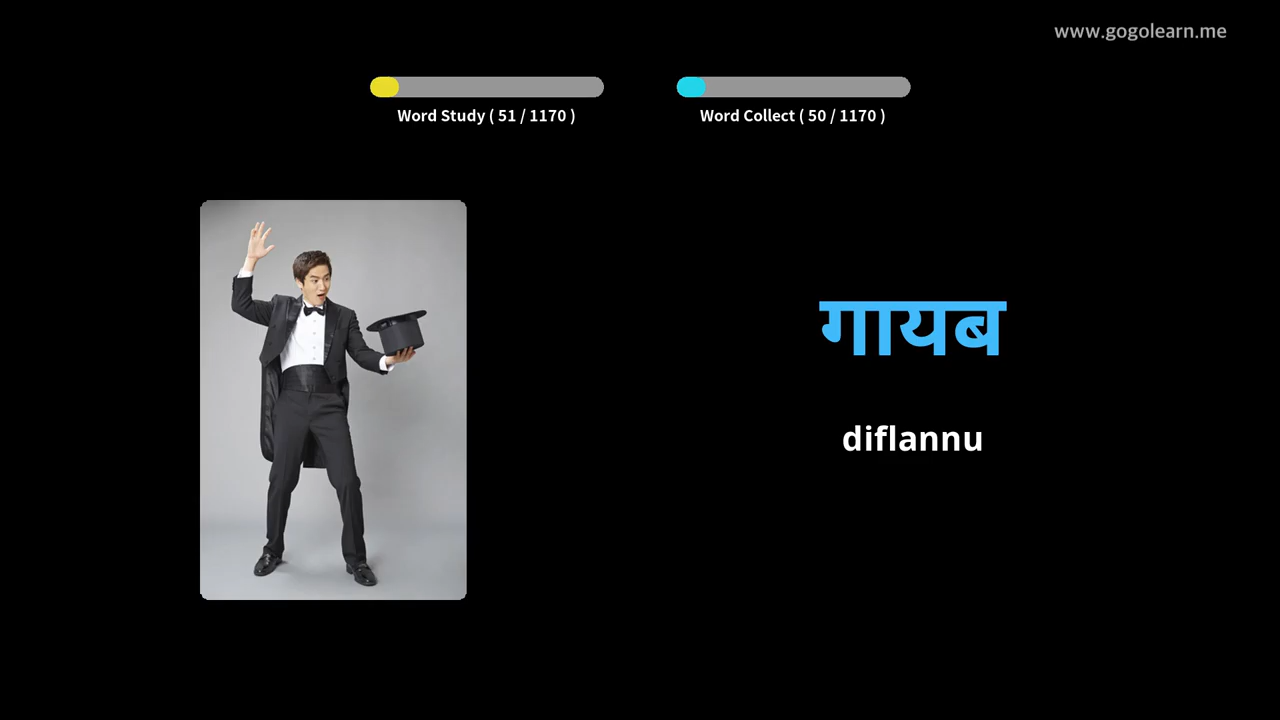 www.gogolearn.me
Word Study ( 51 / 1170 )
Word Collect ( 50 / 1170 )
गायब
diflannu